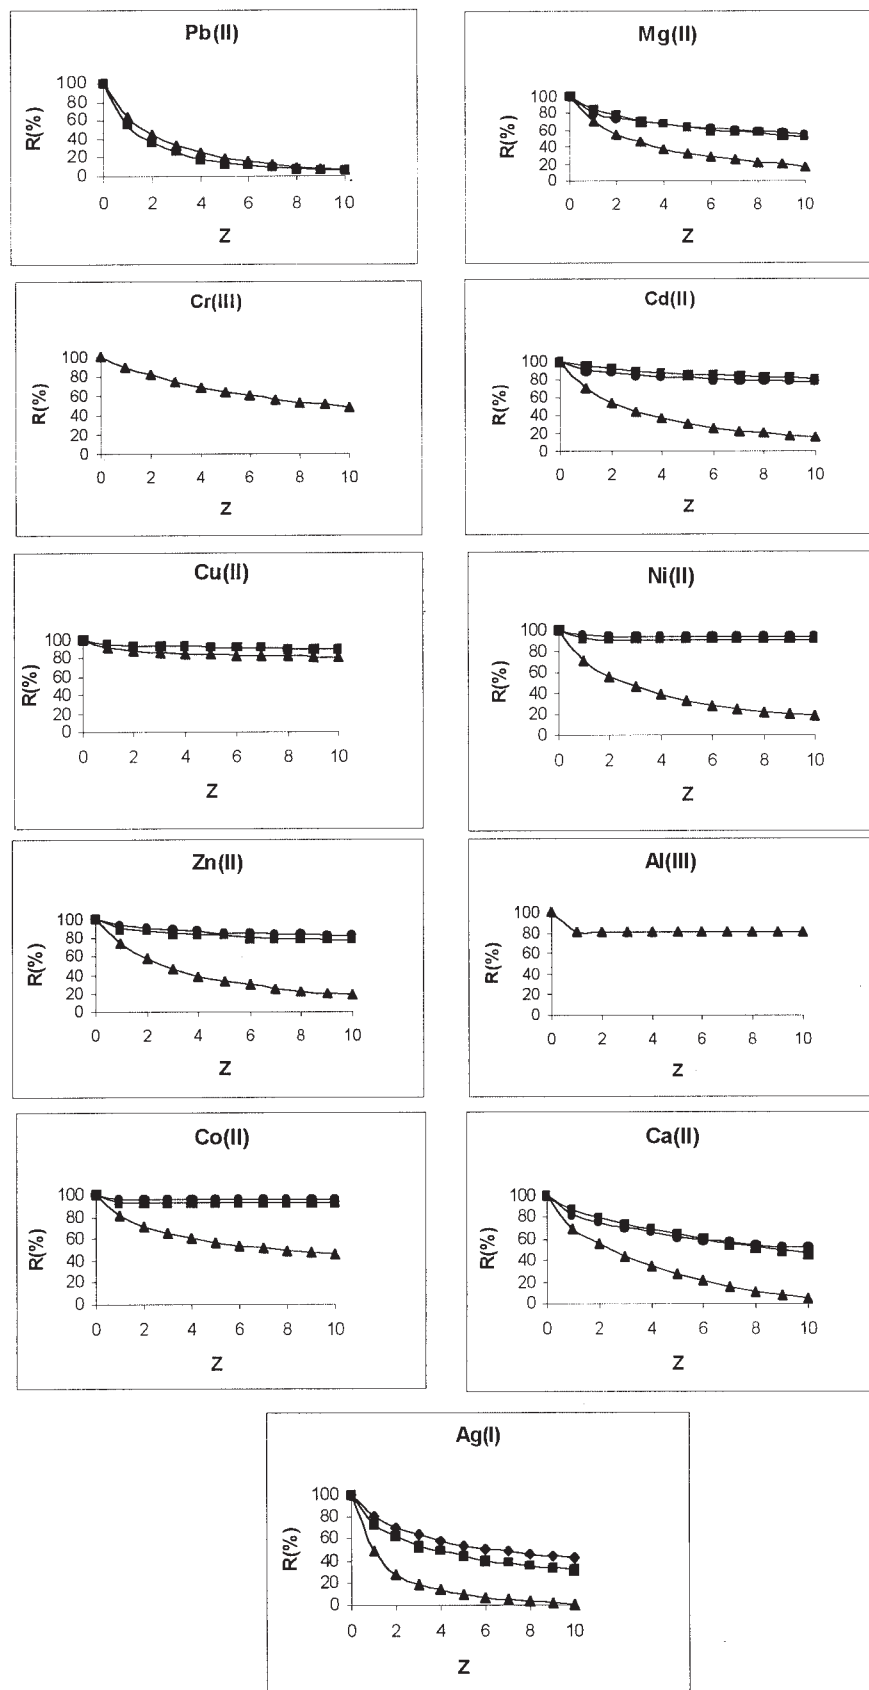 Pb(II)
R(%)
100
80
60
40
20
0
0 2 4 6 8 10
Z
Mg(II)
R(%)
100
80
60
40
20
0
0 2 4 6 8 10
Z
Cr(III)
R(%)
100
80
60
40
20
0
0 2 4 6 8 10
Z
Cd(II)
R(%)
100
80
60
40
20
0
0 2 4 6 8 10
Z
Cu(II)
R(%)
100
80
60
40
20
0
0 2 4 6 8 10
Z
Ni(II)
R(%)
100
80
60
40
20
0
0 2 4 6 8 10
Z
Zn(II)
R(%)
100
80
60
40
20
0
0 2 4 6 8 10
Z
Al(III)
R(%)
100
80
60
40
20
0
0 2 4 6 8 10
Z
Co(II)
R(%)
100
80
60
40
20
0
0 2 4 6 8 10
Z
Ca(II)
R(%)
100
80
60
40
20
0
0 2 4 6 8 10
Z
Ag(I)
R(%)
100
80
60
40
20
0
0 2 4 6 8 10
Z